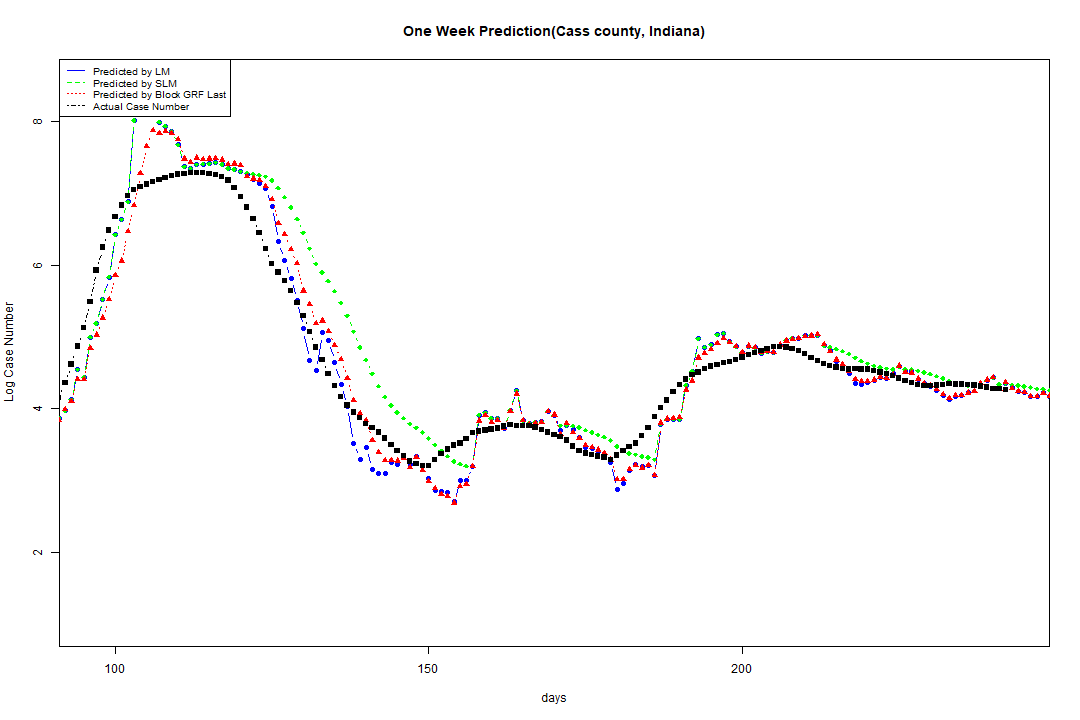 One Week Prediction(Cass county, Indiana)
Predicted by LM
Predicted by SLM
Predicted by Block GRF Last
Actual Case Number
8
6
4
2
Log Case Number
100
150
200
days